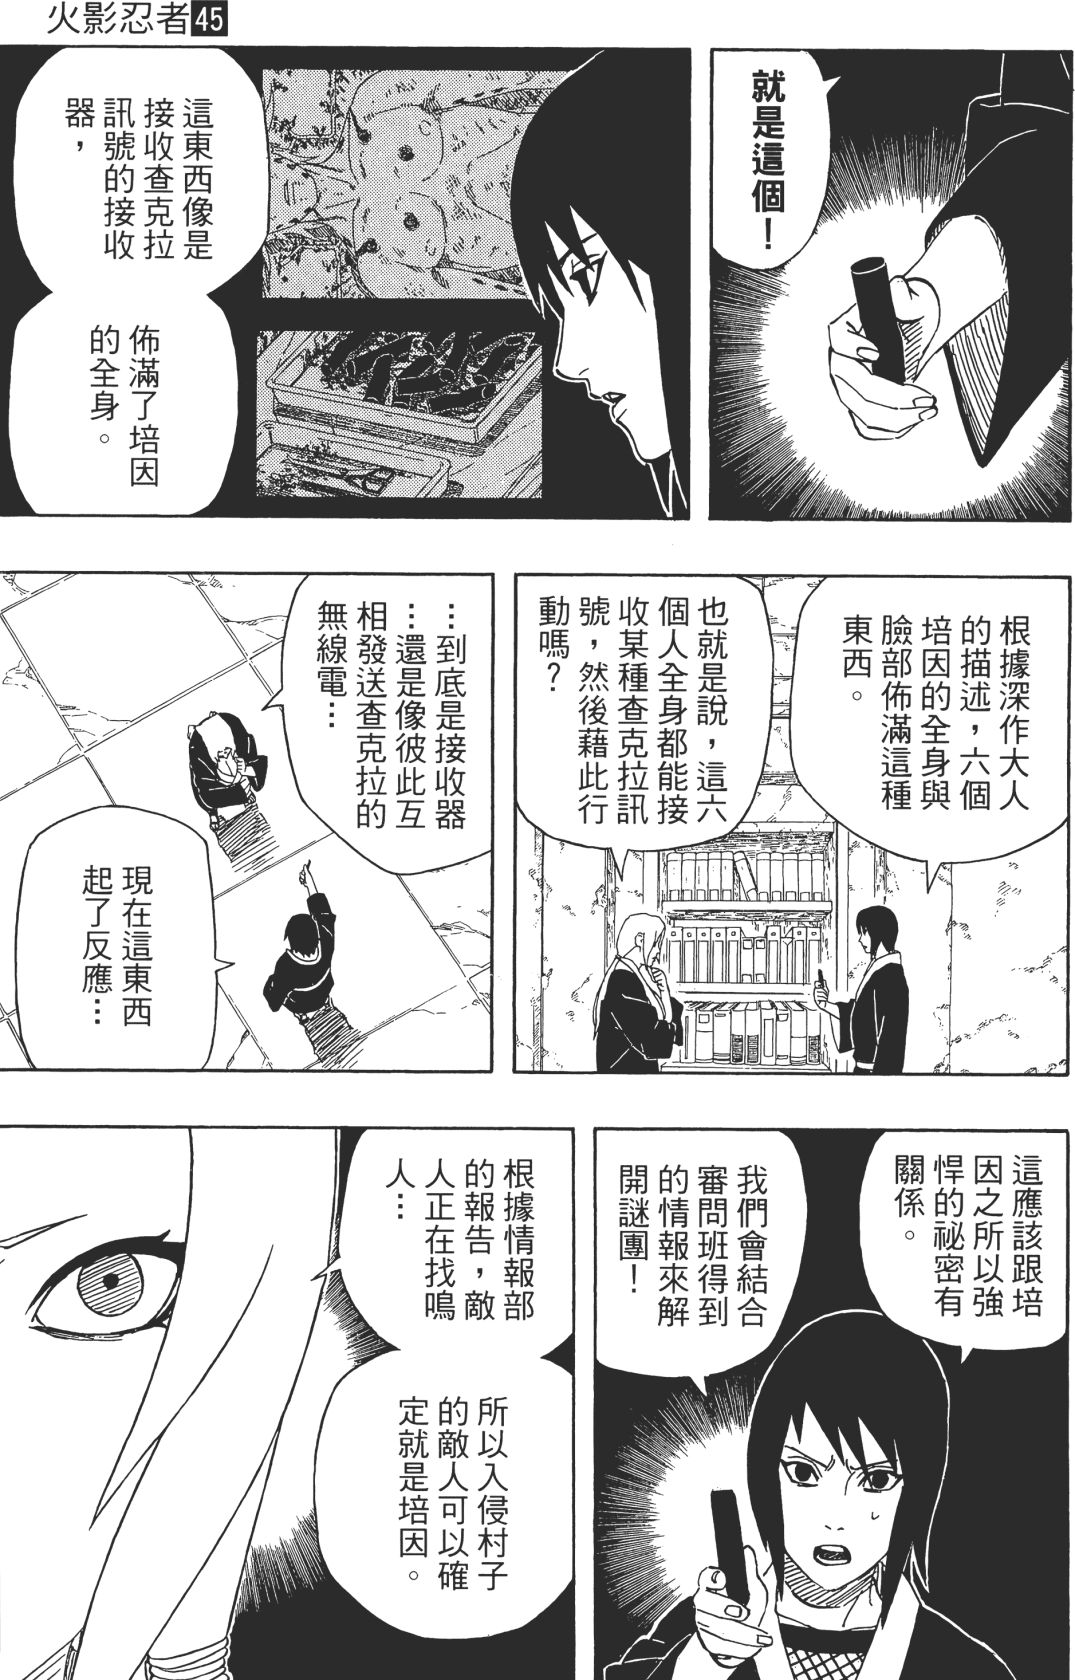 火影忍者45
就是這個！
這東西像是
接收查克拉
訊號的接收
器，
佈滿了培因
的全身。
根據深作大人
的描述，六個
培因的全身與
臉部佈滿這種
東西。
也就是說，這六
個人全身都能接
收某種查克拉訊
號，然後藉此行
動嗎？
…到底是接收器
…還是像彼此互
相發送查克拉的
無線電…
現在這東西
起了反應…
這應該跟培
因之所以強
悍的祕密有
關係。
我們會結合
審問班得到
的情報來解
開謎團！
根據情報部
的報告，敵
人正在找鳴
人…
所以入侵村子
的敵人可以確
定就是培因。